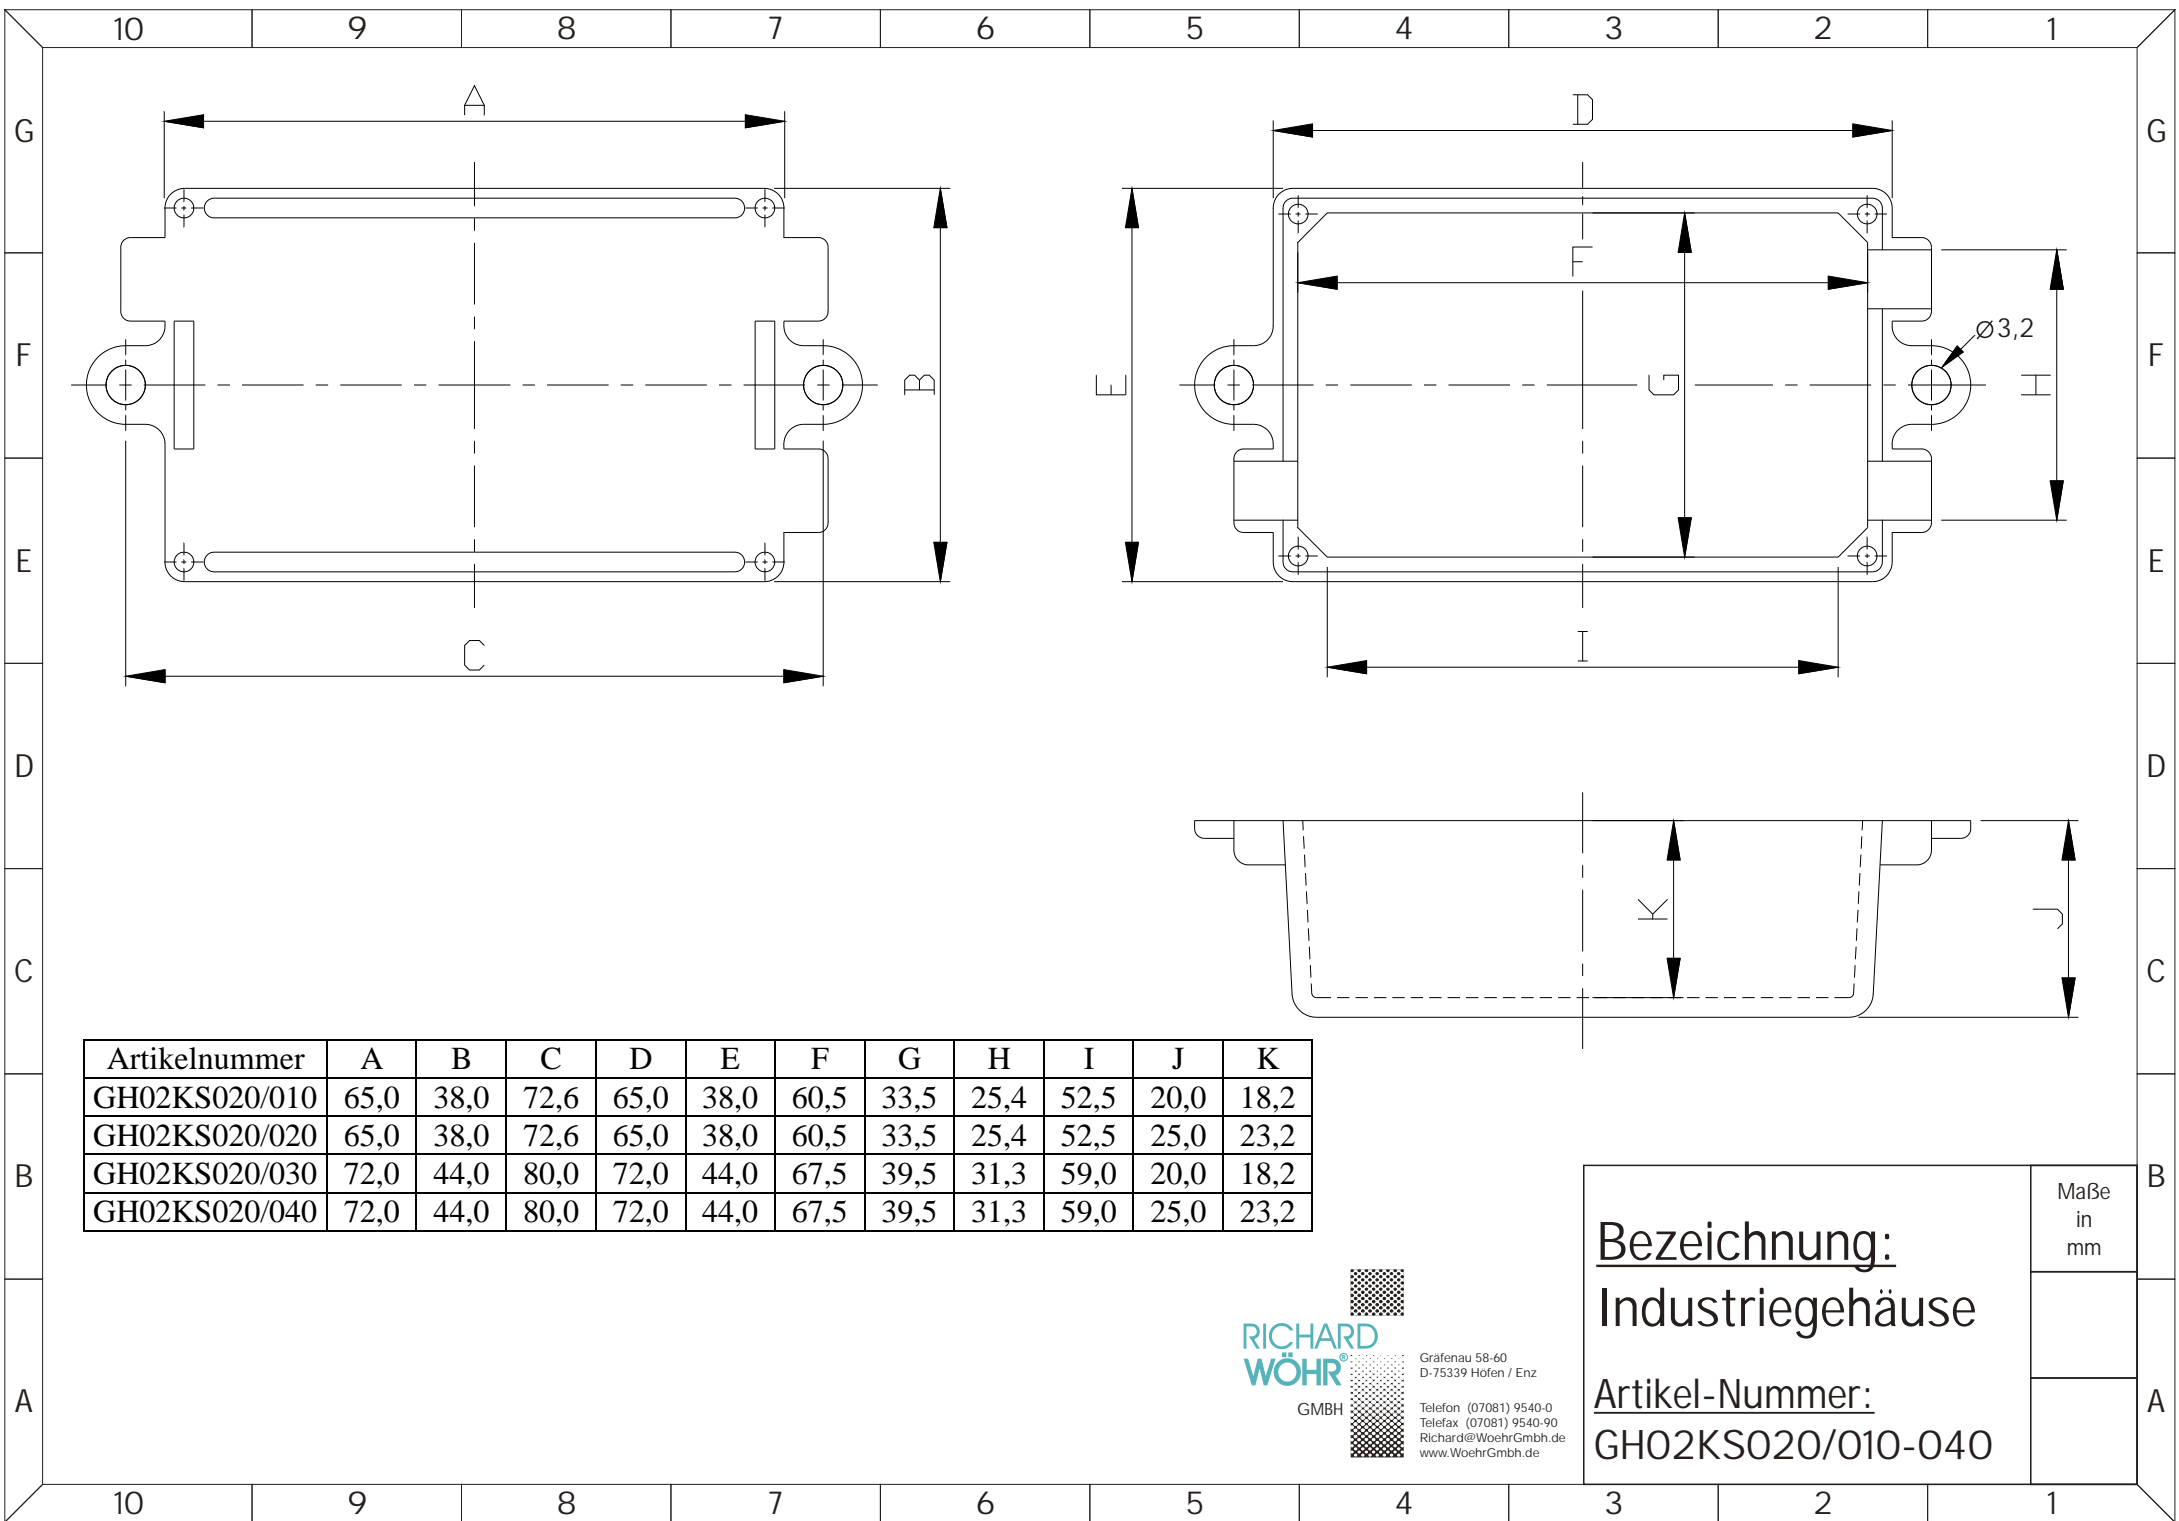 10 9 8 7 6 5 4 3 2 1
G G
A
D
F
F F
Ø3,2
B E G H
E E
C
I
D D
K J
C C
Artikelnummer A B C D E F G H I J K
GH02KS020/010 65,0 38,0 72,6 65,0 38,0 60,5 33,5 25,4 52,5 20,0 18,2
GH02KS020/020 65,0 38,0 72,6 65,0 38,0 60,5 33,5 25,4 52,5 25,0 23,2
GH02KS020/030 72,0 44,0 80,0 72,0 44,0 67,5 39,5 31,3 59,0 20,0 18,2
GH02KS020/040 72,0 44,0 80,0 72,0 44,0 67,5 39,5 31,3 59,0 25,0 23,2
B B
Maße
in
mm
Bezeichnung:
Industriegehäuse
Artikel-Nummer:
GH02KS020/010-040
RICHARD
WÖHR®
GMBH
Gräfenau 58-60
D-75339 Höfen / Enz
Telefon (07081) 9540-0
Telefax (07081) 9540-90
Richard@WoehrGmbh.de
www.WoehrGmbh.de
A A
10 9 8 7 6 5 4 3 2 1